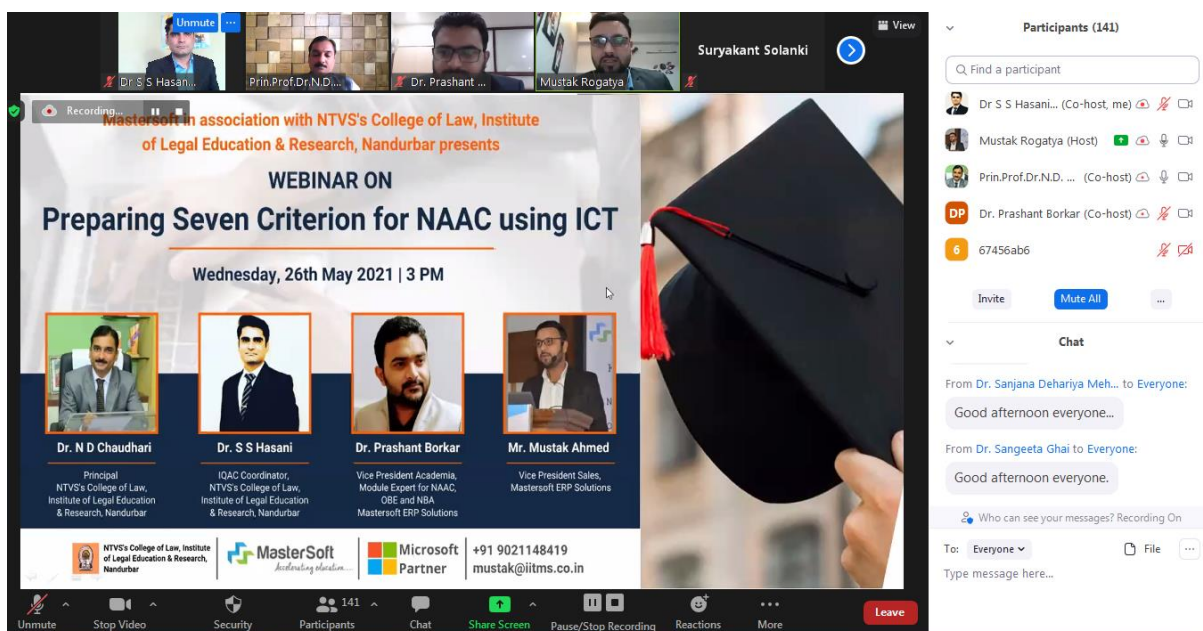 Unmute
Dr S S Hasan...
Prin.Prof.Dr.N.D....
Dr. Prashant ...
Mustak Rogatya
Suryakant Solanki
View
Recording...
Mastersoft in association with NTVS's College of Law, Institute
of Legal Education & Research, Nandurbar presents
WEBINAR ON
Preparing Seven Criterion for NAAC using ICT
Wednesday, 26th May 2021 | 3 PM
Dr. N D Chaudhari
Principal
NTVS's College of Law,
Institute of Legal Education
& Research, Nandurbar
Dr. S S Hasani
IQAC Coordinator,
NTVS's College of Law,
Institute of Legal Education
& Research, Nandurbar
Dr. Prashant Borkar
Vice President Academia,
Module Expert for NAAC,
OBE and NBA
Mastersoft ERP Solutions
Mr. Mustak Ahmed
Vice President Sales,
Mastersoft ERP Solutions
NTVS's College of Law, Institute
of Legal Education & Research,
Nandurbar
MasterSoft
Accelerating education...
Microsoft
Partner
+91 9021148419
mustak@iitms.co.in
Unmute
Stop Video
Security
141
Participants
Chat
Share Screen
Pause/Stop Recording
Reactions
More
Leave
Participants (141)
Find a participant
Dr S S Hasani... (Co-host, me)
Mustak Rogatya (Host)
Prin.Prof.Dr.N.D. ... (Co-host)
DP Dr. Prashant Borkar (Co-host)
6 67456ab6
Invite
Mute All
...
Chat
From Dr. Sanjana Dehariya Meh... to Everyone:
Good afternoon everyone...
From Dr. Sangeeta Ghai to Everyone:
Good afternoon everyone.
Who can see your messages? Recording On
To: Everyone
File
Type message here...